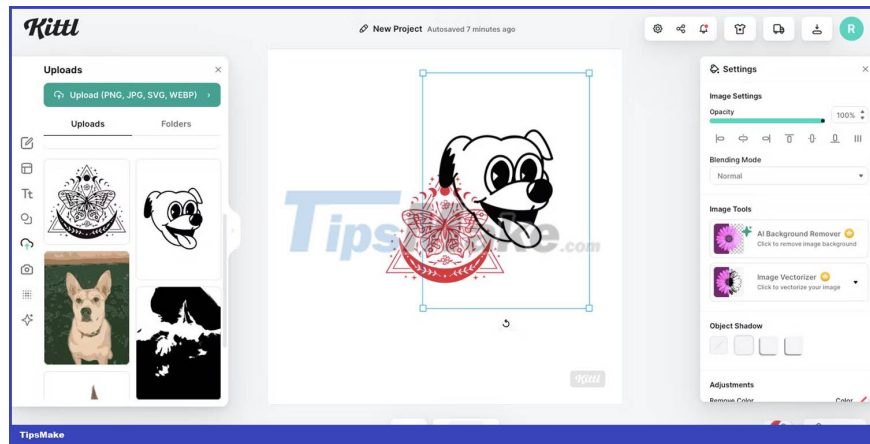 Kittl
New Project Autosaved 7 minutes ago
R
Uploads
Upload (PNG, JPG, SVG, WEBP)
Uploads Folders
Tt
Settings
Image Settings
Opacity
100%
Blending Mode
Normal
Image Tools
AI Background Remover
Click to remove image background
Image Vectorizer
Click to vectorize your image
Object Shadow
Adjustments
Remove Color Color
TipsMake.com
Kittl
TipsMake